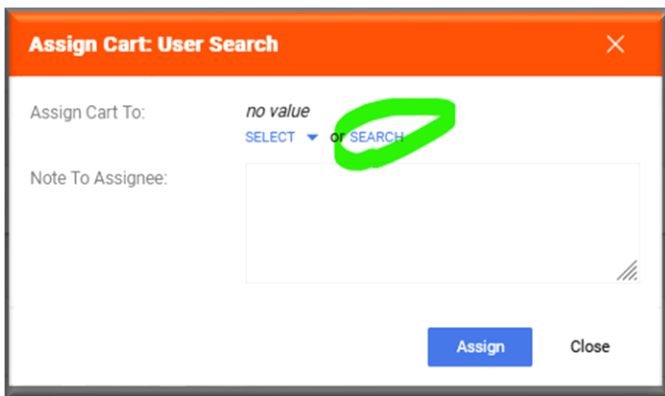 Assign Cart: User Search
Assign Cart To:
no value
SELECT or SEARCH
Note To Assignee:
Assign Close